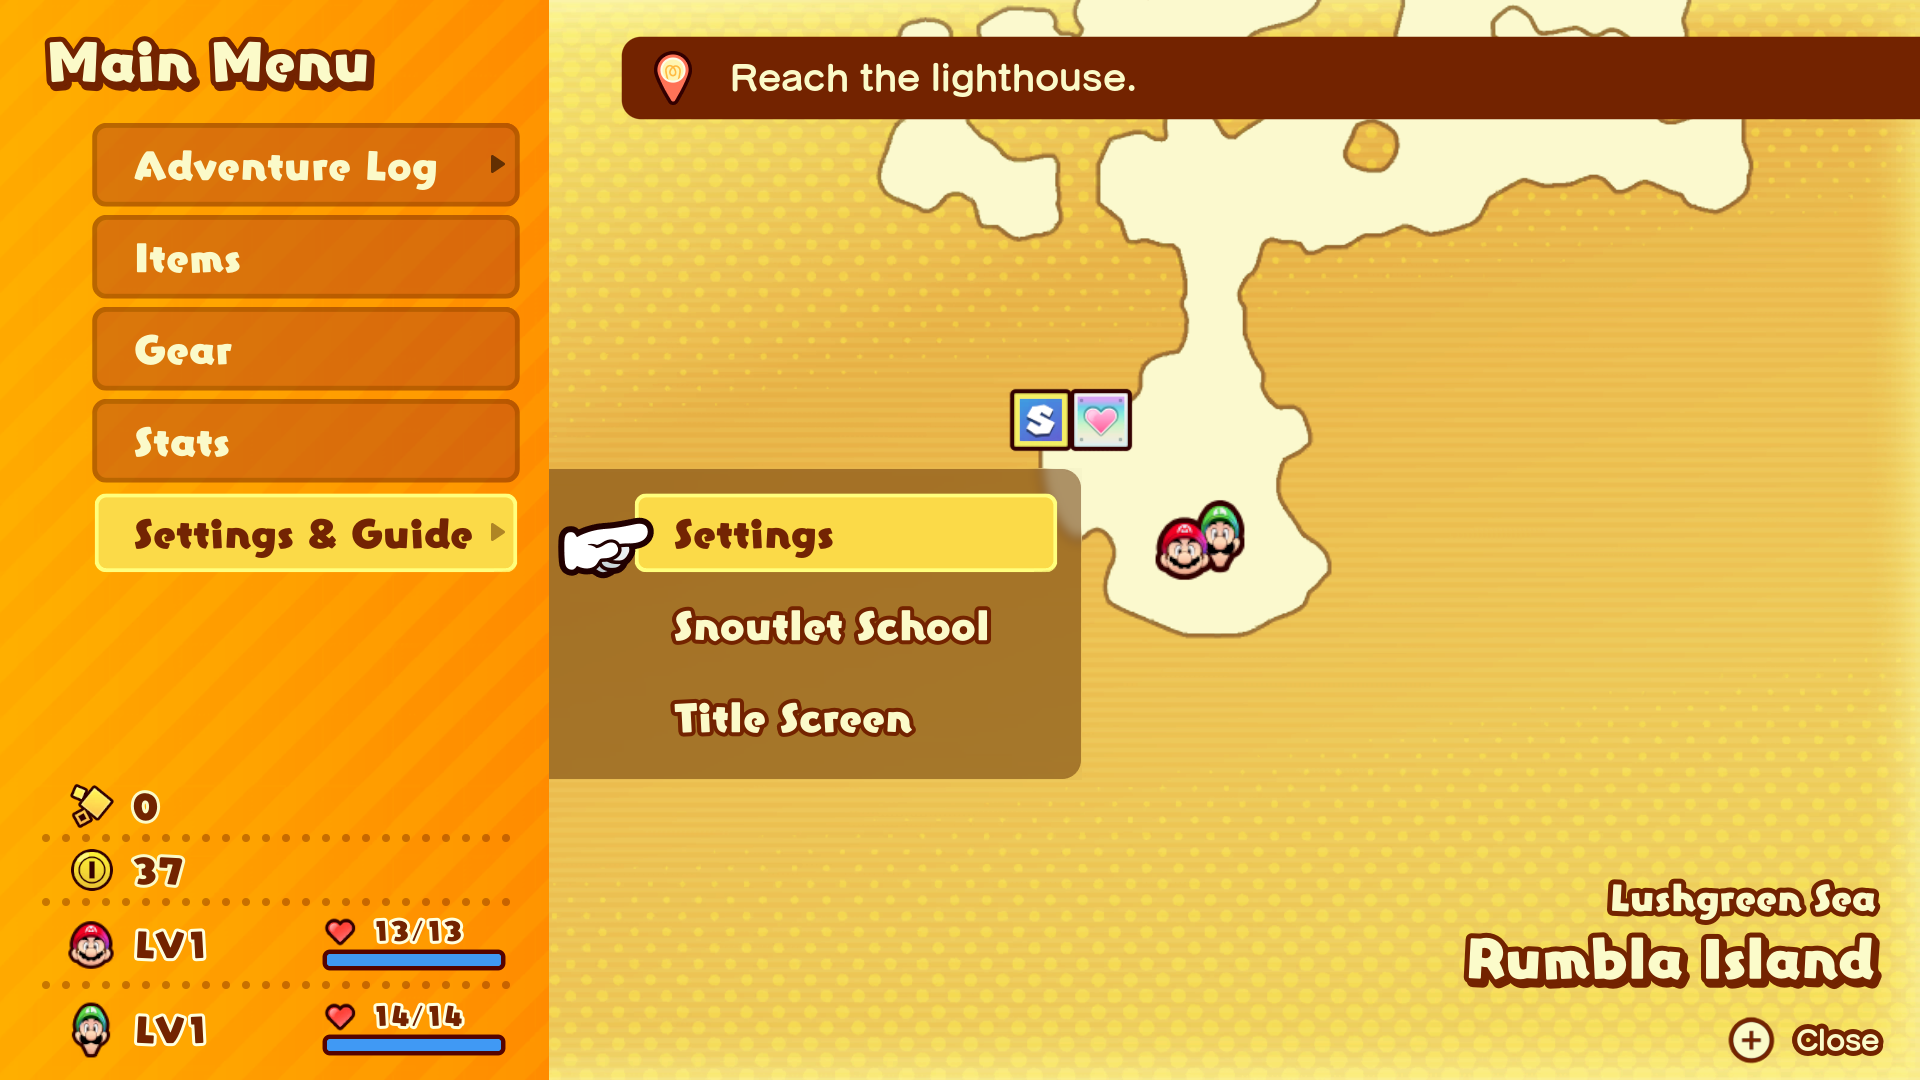 Main Menu
Adventure Log
Items
Gear
Stats
Settings & Guide
0
37
LV1
13/13
LV1
14/14
Reach the lighthouse.
S
Settings
Snoutlet School
Title Screen
Lushgreen Sea
Rumbla Island
+ Close